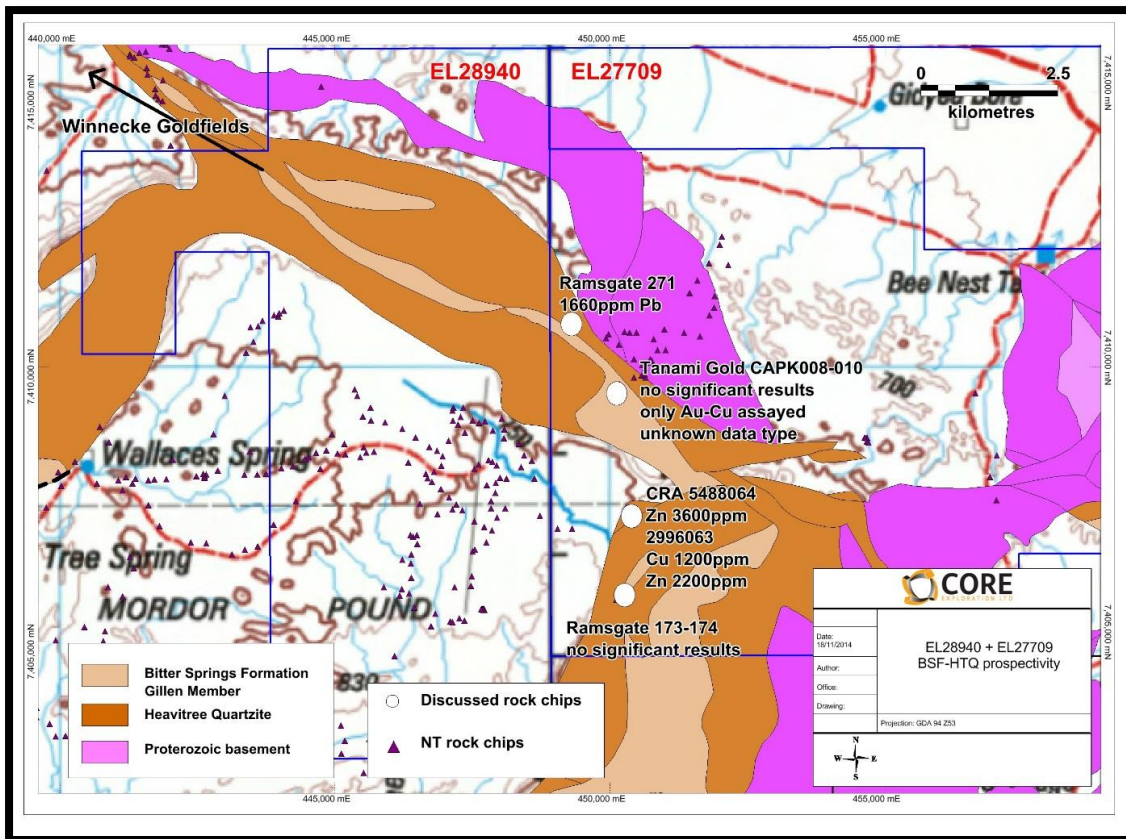 440,000 mE
445,000 mE
450,000 mE
455,000 mE
EL28940
EL27709
0
2.5
kilometres
7,415,000 mN
7,415,000 mN
Winnecke Goldfields
Bore
Ramsgate 271
1660ppm Pb
Bee Nest Ta
Tanami Gold CAPK008-010
no significant results
only Au-Cu assayed
unknown data type
7,410,000 mN
7,410,000 mN
700
Wallaces Spring
CRA 5488064
Zn 3600ppm
2996063
Cu 1200ppm
Zn 2200ppm
Tree Spring
MORDOR POUND
Ramsgate 173-174
no significant results
7,405,000 mN
7,405,000 mN
830
Bitter Springs Formation
Gillen Member
Heavitree Quartzite
Proterozoic basement
Discussed rock chips
NT rock chips
CORE
EXPLORATION LTD
Date:
18/11/2014
Author:
Office:
Drawing:
EL28940 + EL27709
BSF-HTQ prospectivity
Projection: GDA 94 Z53
N
W
E
S
445,000 mE
450,000 mE
455,000 mE